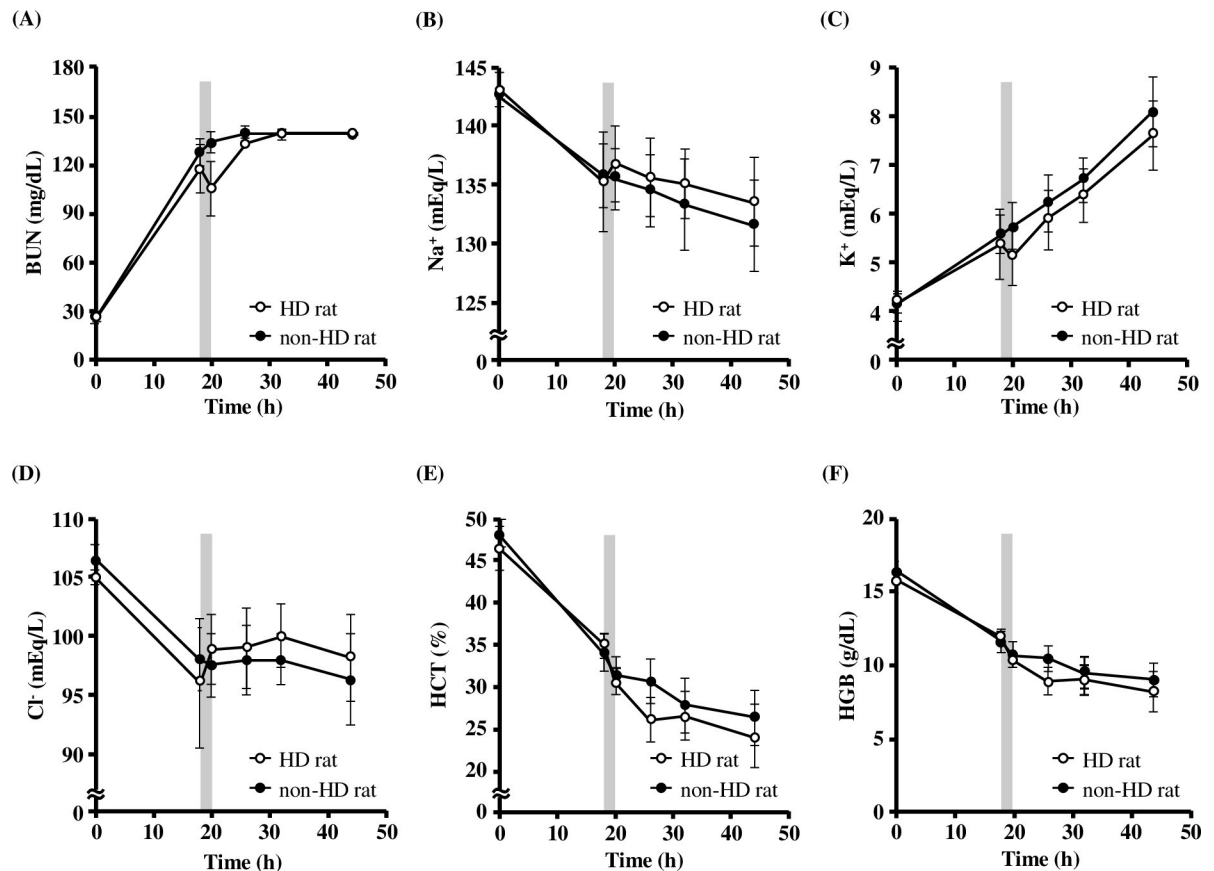 (A)
BUN (mg/dL)
180
150
120
90
60
30
0
0 10 20 30 40 50
Time (h)
HD rat
non-HD rat
(B)
Na⁺ (mEq/L)
145
140
135
130
125
0
0 10 20 30 40 50
Time (h)
HD rat
non-HD rat
(C)
K⁺ (mEq/L)
9
8
7
6
5
4
0
0 10 20 30 40 50
Time (h)
HD rat
non-HD rat
(D)
Cl⁻ (mEq/L)
110
105
100
95
90
0
0 10 20 30 40 50
Time (h)
HD rat
non-HD rat
(E)
HCT (%)
50
45
40
35
30
25
20
0
0 10 20 30 40 50
Time (h)
HD rat
non-HD rat
(F)
HGB (g/dL)
20
15
10
5
0
0 10 20 30 40 50
Time (h)
HD rat
non-HD rat